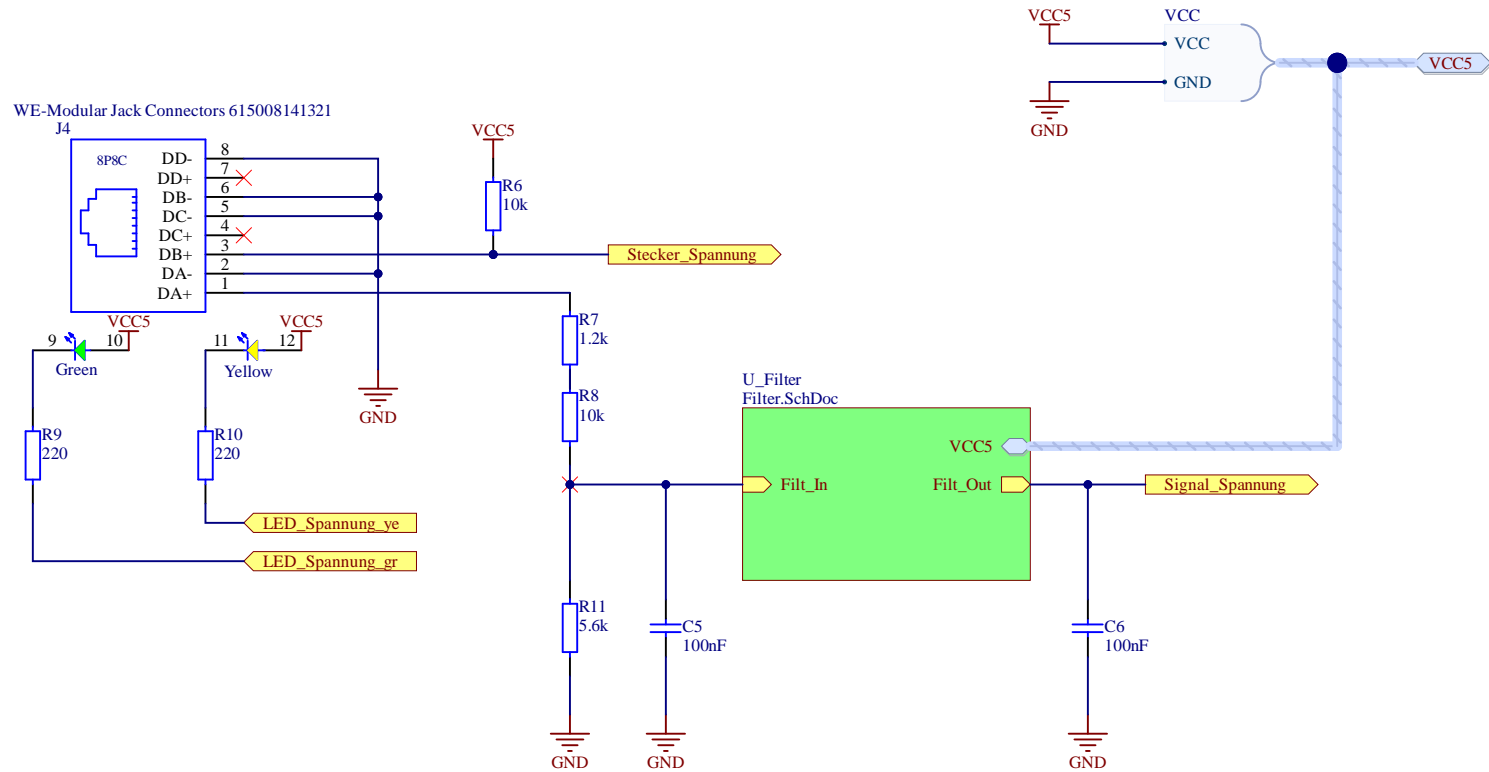 VCC5
VCC
VCC
GND
GND
VCC5
WE-Modular Jack Connectors 615008141321
J4
8P8C
DD- 8
DD+ 7
DB- 6
DC- 5
DC+ 4
DB+ 3
DA- 2
DA+ 1
VCC5
R6
10k
Stecker_Spannung
9 10
VCC5
Green
11 12
VCC5
Yellow
GND
R7
1.2k
R8
10k
R9
220
R10
220
LED_Spannung_ye
LED_Spannung_gr
U_Filter
Filter.SchDoc
VCC5
Filt_In
Filt_Out
Signal_Spannung
R11
5.6k
C5
100nF
C6
100nF
GND
GND
GND